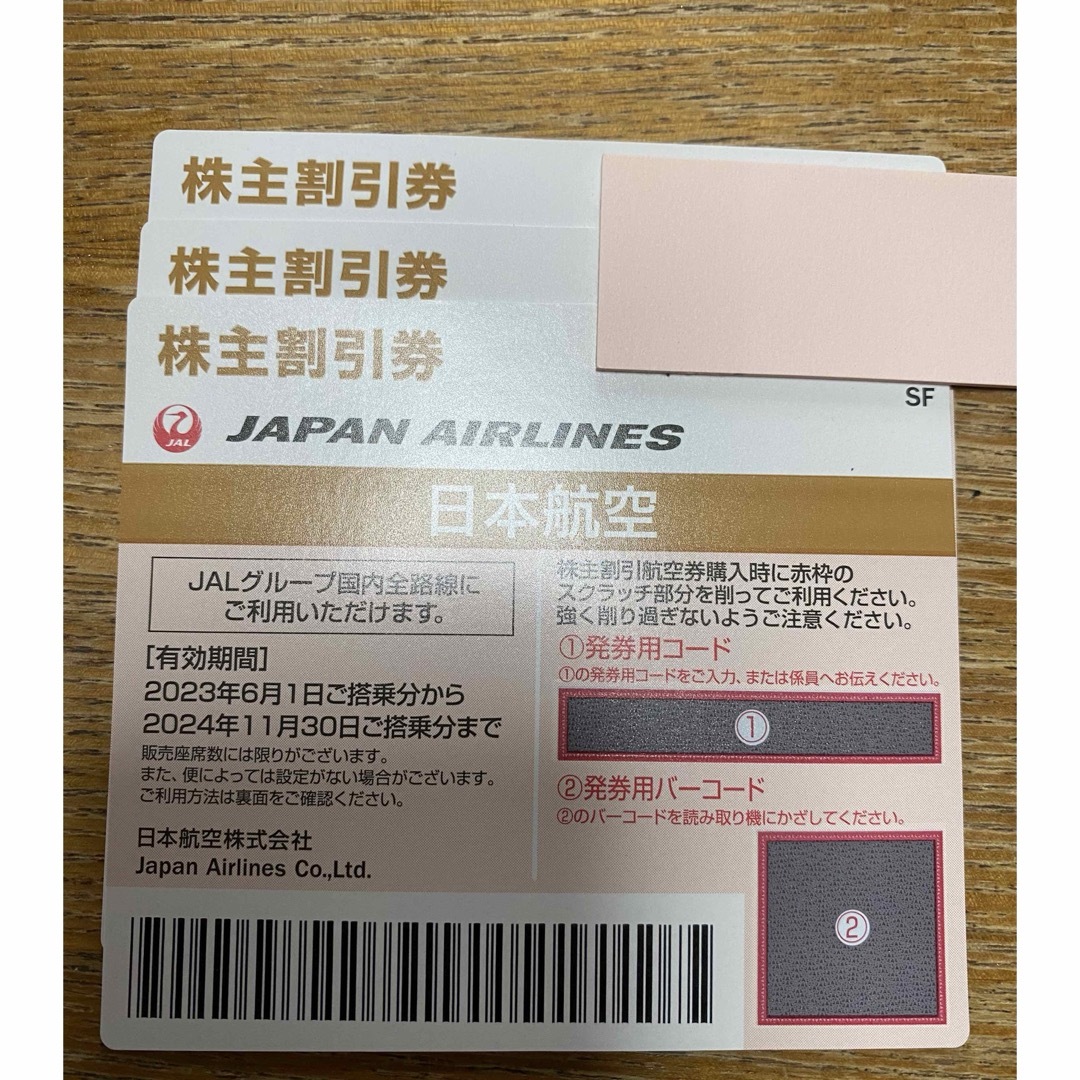 株主割引券
株主割引券
株主割引券
SF
JAL
JAPAN AIRLINES
日本航空
JALグループ国内全路線に
ご利用いただけます。
[有効期間]
2023年6月1日ご搭乗分から
2024年11月30日ご搭乗分まで
販売座席数には限りがございます。
また、便によっては設定がない場合がございます。
ご利用方法は裏面をご確認ください。
日本航空株式会社
Japan Airlines Co.,Ltd.
株主割引航空券購入時に赤枠の
スクラッチ部分を削ってご利用ください。
強く削り過ぎないようご注意ください。
①発券用コード
①の発券用コードをご入力、または係員へお伝えください。
①
②発券用バーコード
②のバーコードを読み取り機にかざしてください。
②